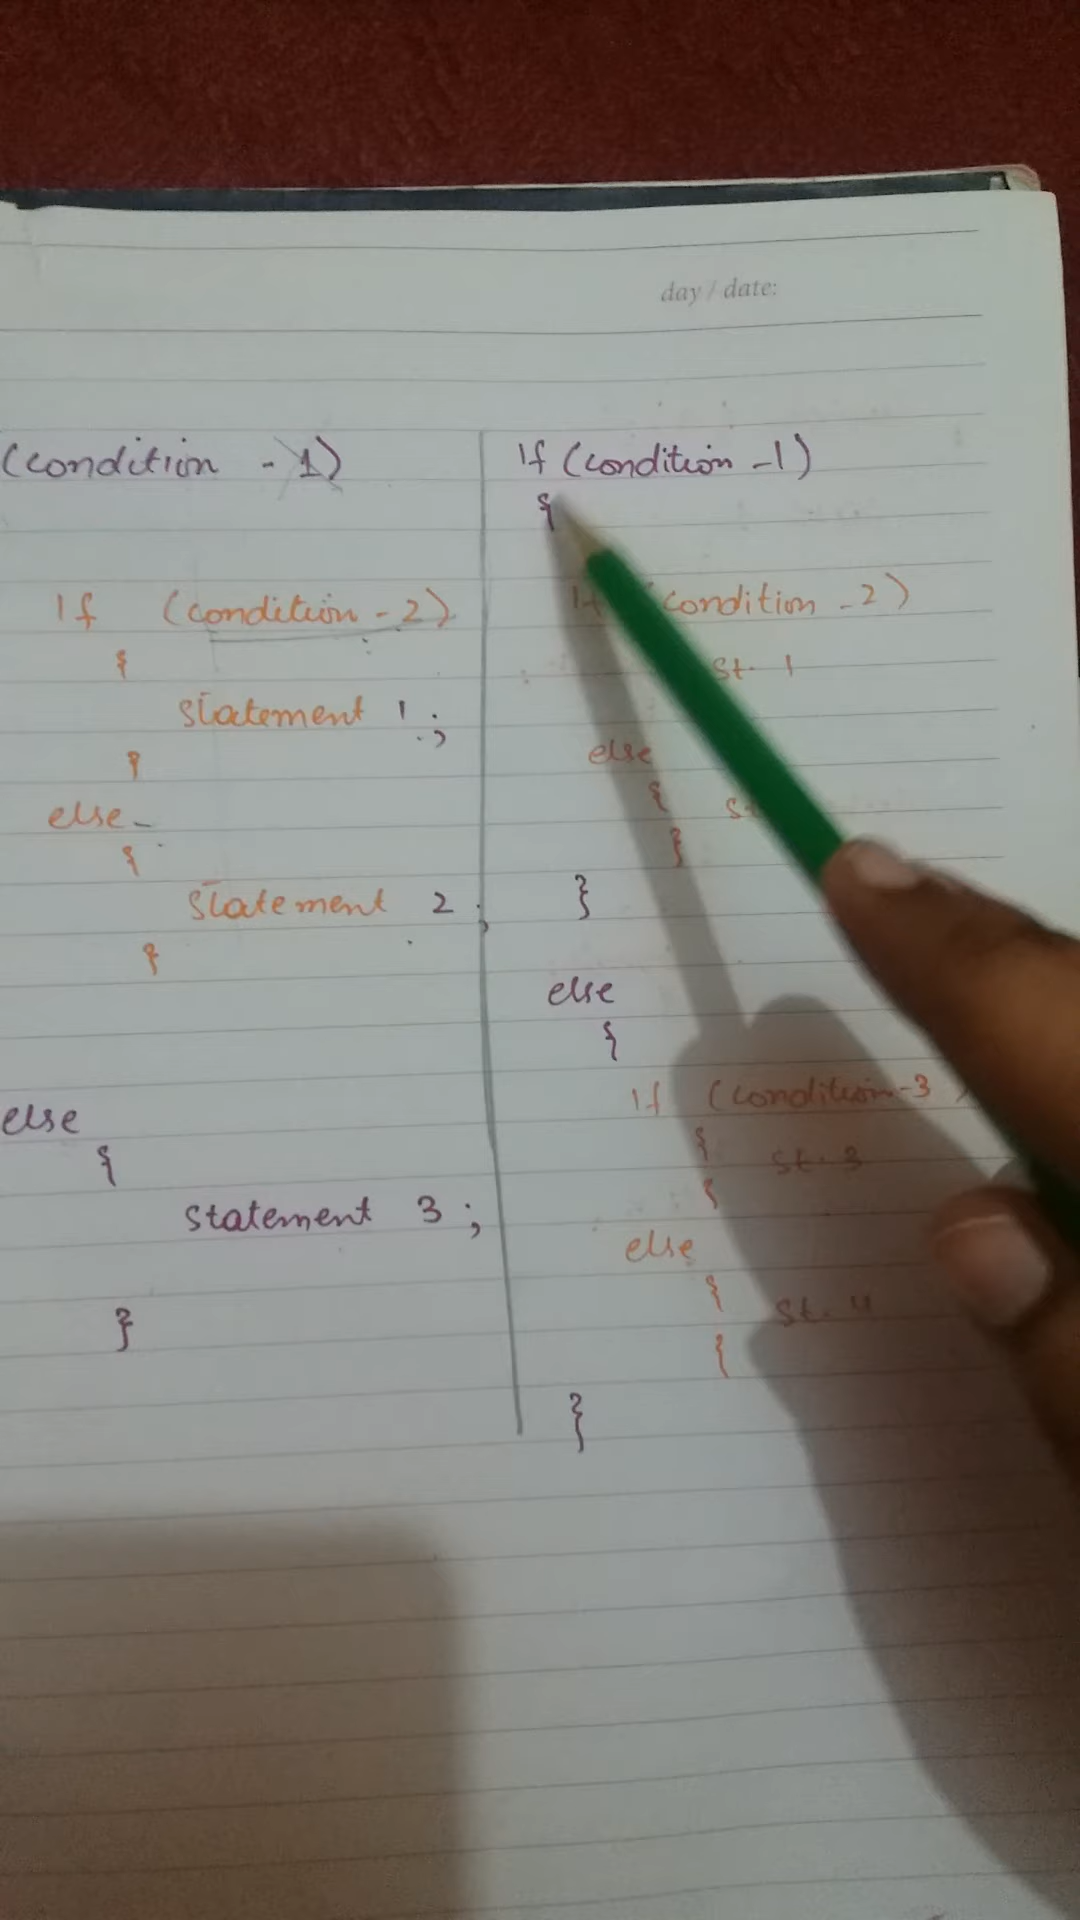 day / date:
(condition - 1)
If (condition - 2)
{
statement 1 ;
}
else -
{
statement 2 ;
}
else
{
statement 3 ;
}
If (condition - 1)
{
If (condition - 2)
st. 1
else
{
}
}
else
{
If (condition - 3 )
{ st. 3
{
else
{ st. 4
{
}